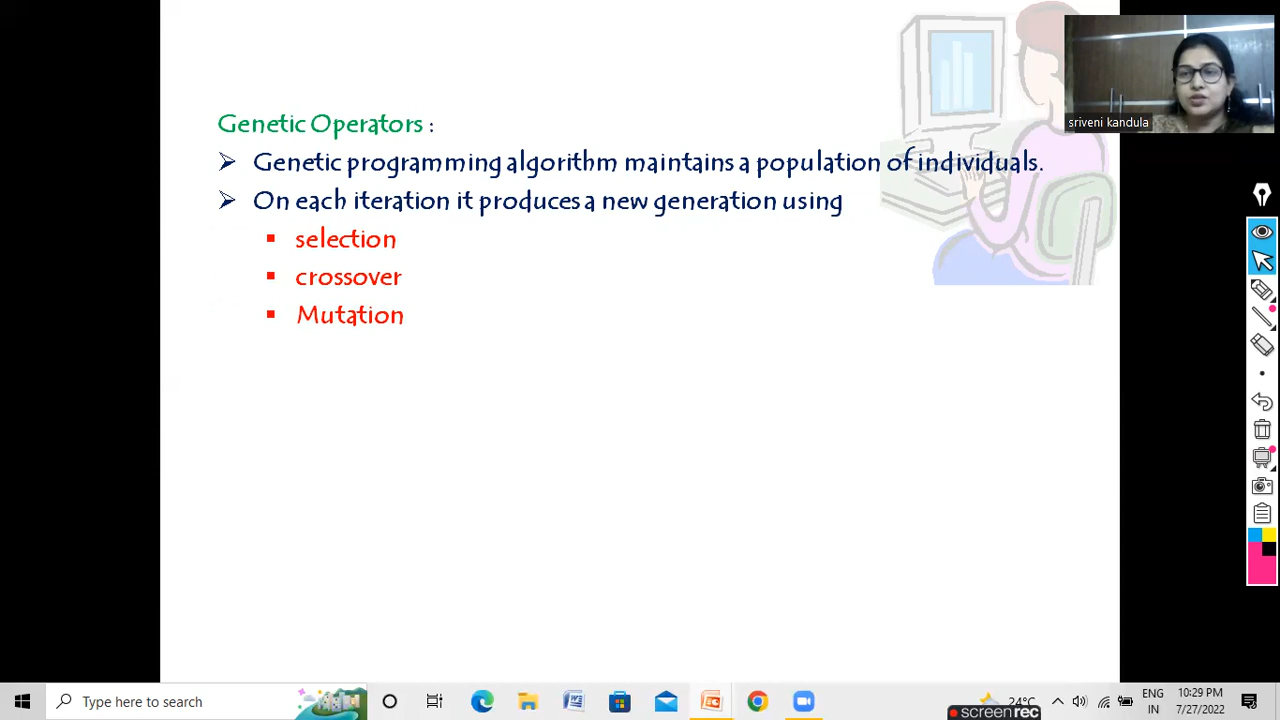 Genetic Operators :
➢ Genetic programming algorithm maintains a population of individuals.
➢ On each iteration it produces a new generation using
▪ selection
▪ crossover
▪ Mutation
sriveni kandula
Type here to search
24°C
ENG
IN
10:29 PM
7/27/2022
screenrec